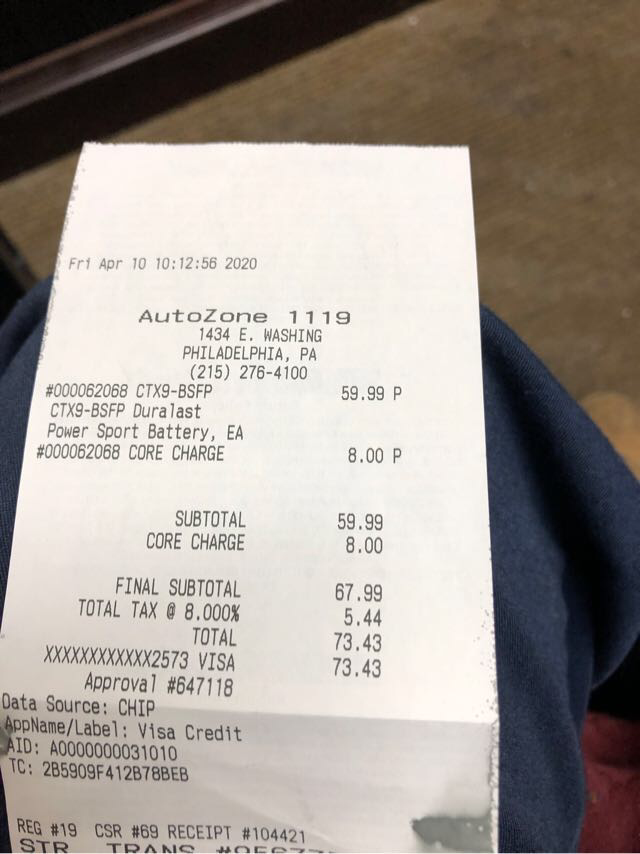 Fri Apr 10 10:12:56 2020
AutoZone 1119
1434 E. WASHING
PHILADELPHIA, PA
(215) 276-4100
#000062068 CTX9-BSFP 59.99 P
CTX9-BSFP Duralast
Power Sport Battery, EA
#000062068 CORE CHARGE 8.00 P
SUBTOTAL 59.99
CORE CHARGE 8.00
FINAL SUBTOTAL 67.99
TOTAL TAX @ 8.000% 5.44
TOTAL 73.43
XXXXXXXXXXXX2573 VISA 73.43
Approval #647118
Data Source: CHIP
AppName/Label: Visa Credit
AID: A0000000031010
TC: 2B5909F412B78BEB
REG #19 CSR #69 RECEIPT #104421
STR. TRANS